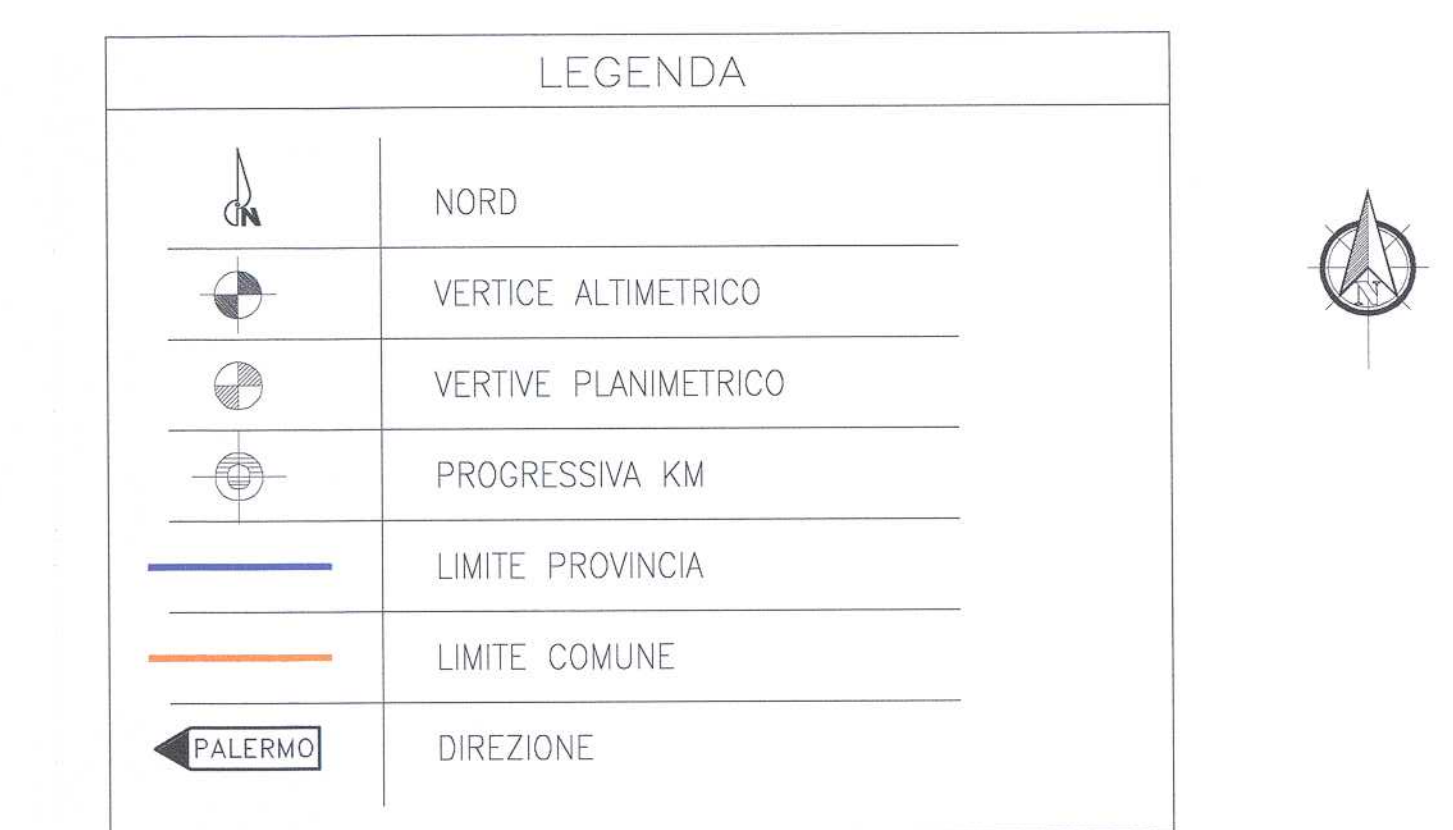 LEGENDA
N
NORD
VERTICE ALTIMETRICO
VERTIVE PLANIMETRICO
PROGRESSIVA KM
LIMITE PROVINCIA
LIMITE COMUNE
PALERMO
DIREZIONE
N